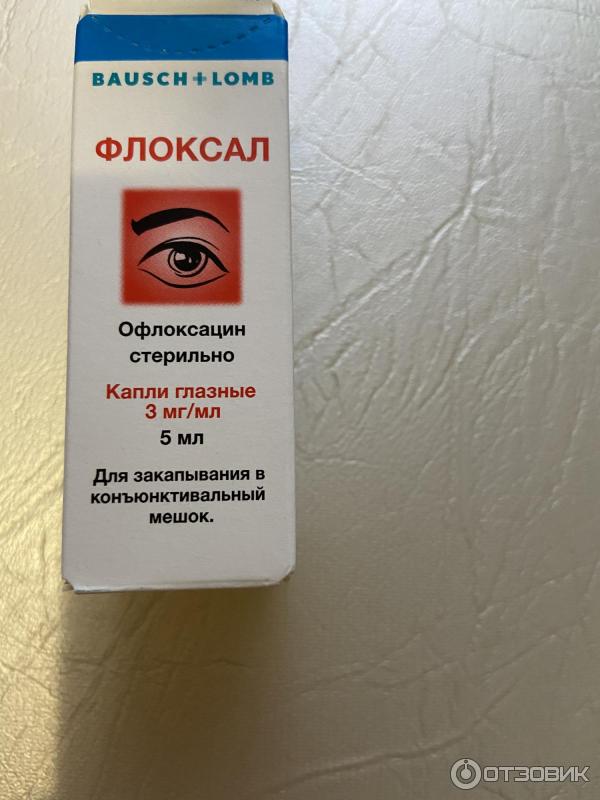 BAUSCH + LOMB
ФЛОКСАЛ
Офлоксацин
стерильно
Капли глазные
3 мг/мл
5 мл
Для закапывания в
конъюнктивальный
мешок.
ОТЗОВИК